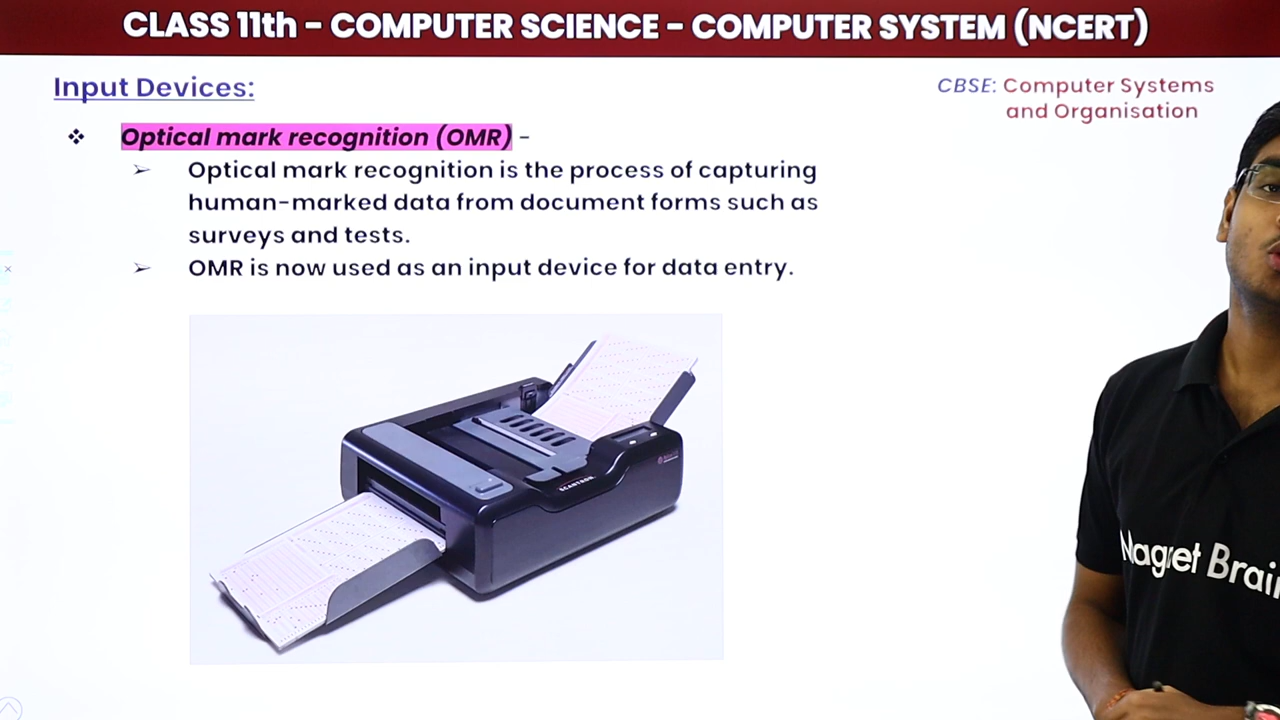 CLASS 11th - COMPUTER SCIENCE - COMPUTER SYSTEM (NCERT)
Input Devices:
CBSE: Computer Systems
and Organisation
Optical mark recognition (OMR) -
Optical mark recognition is the process of capturing
human-marked data from document forms such as
surveys and tests.
OMR is now used as an input device for data entry.
SCANTRON